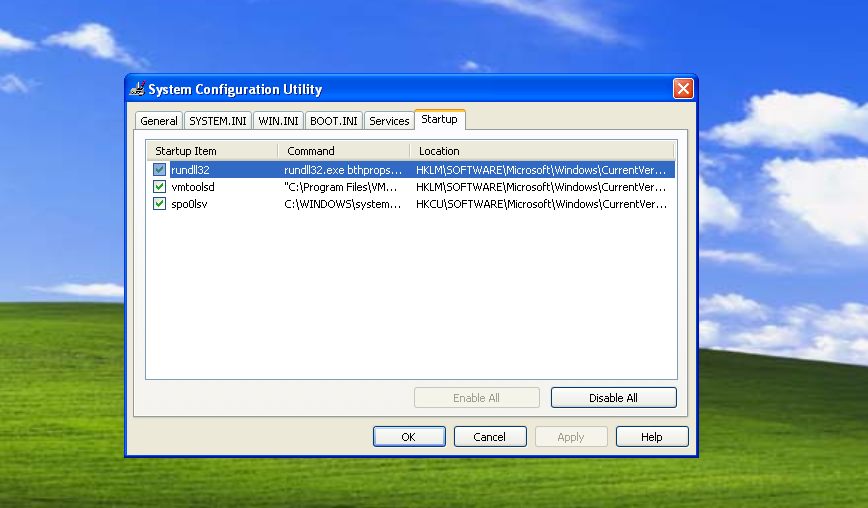 System Configuration Utility
General SYSTEM.INI WIN.INI BOOT.INI Services Startup
Startup Item Command Location
rundll32 rundll32.exe bthprops... HKLM\SOFTWARE\Microsoft\Windows\CurrentVer...
vmtoolsd "C:\Program Files\VM... HKLM\SOFTWARE\Microsoft\Windows\CurrentVer...
spo0lsv C:\WINDOWS\system... HKCU\SOFTWARE\Microsoft\Windows\CurrentVer...
Enable All Disable All
OK Cancel Apply Help